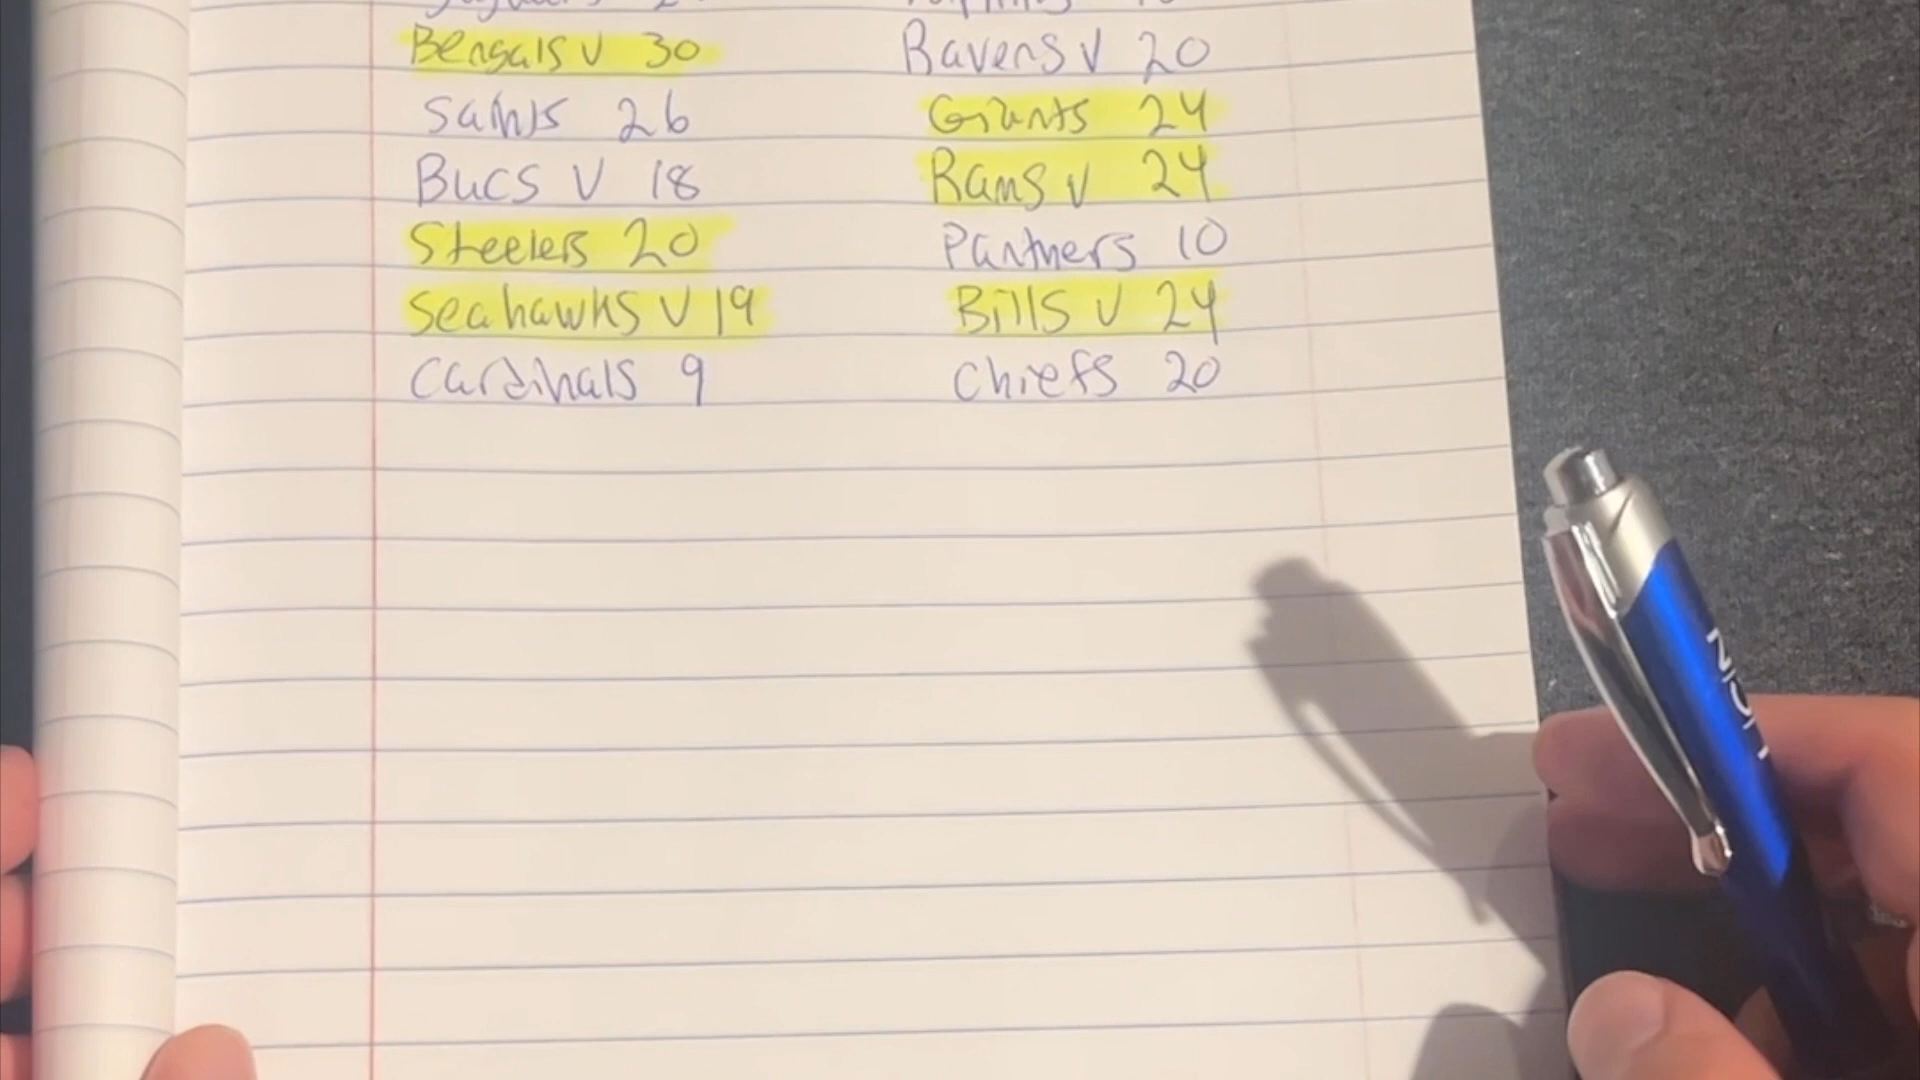 Bengals v 30
Saints 26
Bucs v 18
Steelers 20
Seahawks v 19
Cardinals 9
Ravens v 20
Giants 24
Rams v 24
Panthers 10
Bills v 24
Chiefs 20